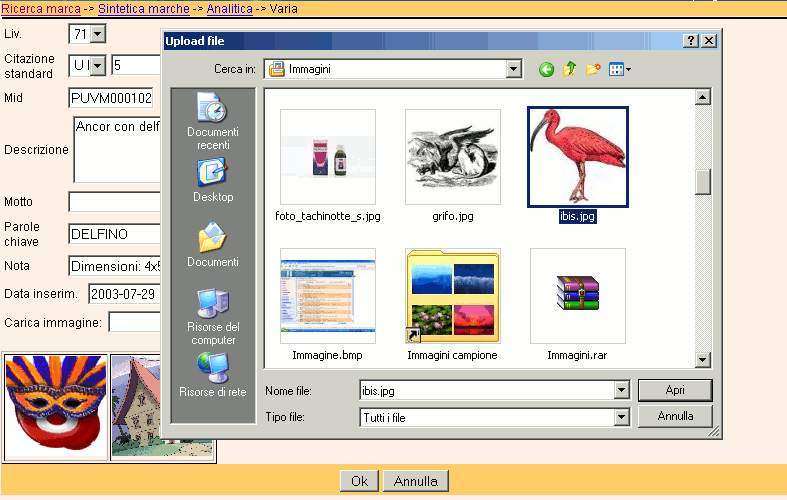 Ricerca marca -> Sintetica marche -> Analitica -> Varia
Liv. 71
Citazione standard U I 5
Mid PUVM000102
Descrizione Ancor con delf
Motto
Parole chiave DELFINO
Nota Dimensioni: 4x5
Data inserim. 2003-07-29
Carica immagine:
Upload file
Cerca in: Immagini
Documenti recenti
Desktop
Documenti
Risorse del computer
Risorse di rete
foto_tachinotte_s.jpg grifo.jpg ibis.jpg
Immagine.bmp Immagini campione Immagini.rar
Nome file: ibis.jpg Apri
Tipo file: Tutti i file Annulla
Ok Annulla